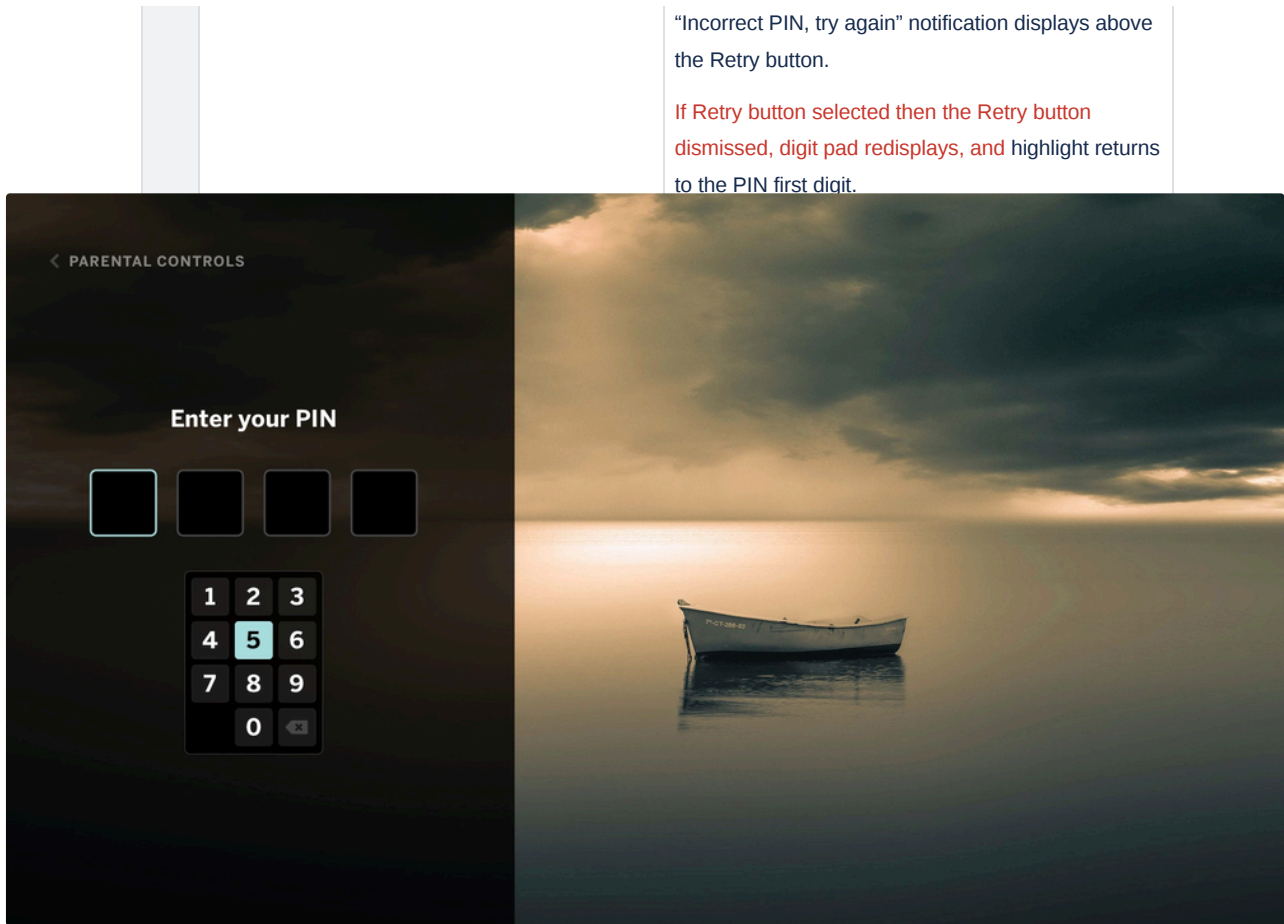 “Incorrect PIN, try again” notification displays above
the Retry button.
If Retry button selected then the Retry button
dismissed, digit pad redisplays, and highlight returns
to the PIN first digit.
PARENTAL CONTROLS
Enter your PIN
1 2 3
4 5 6
7 8 9
0